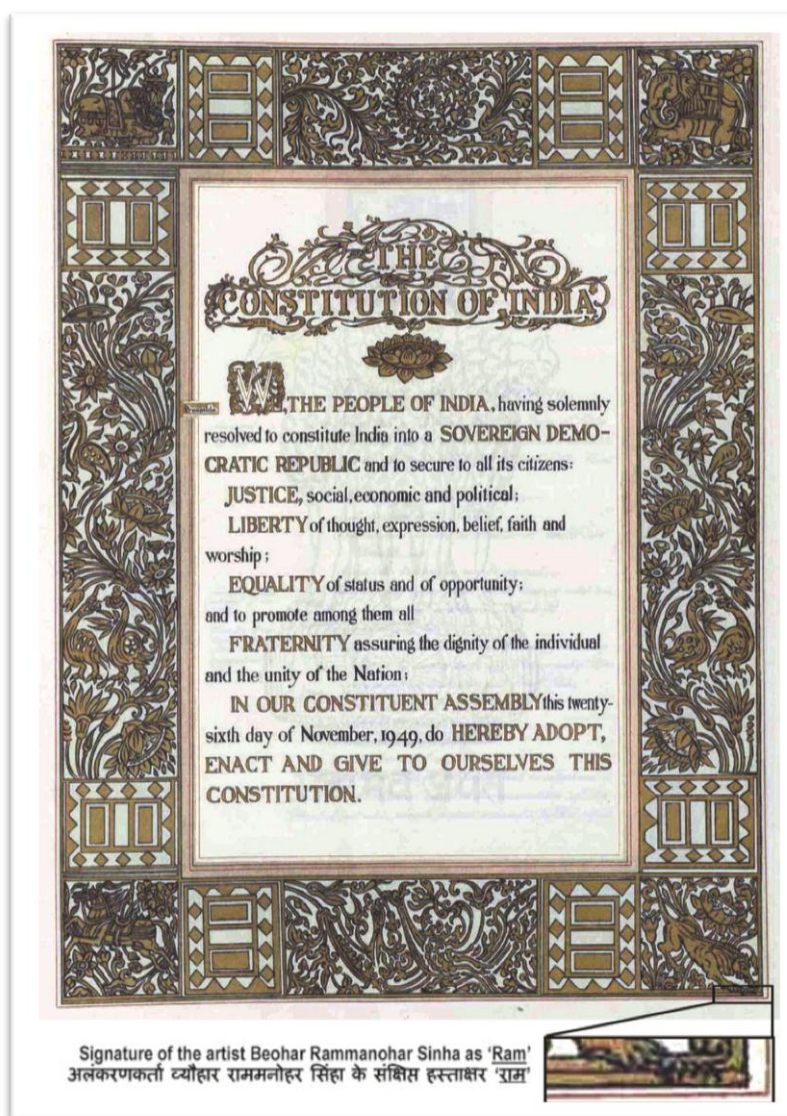 THE
CONSTITUTION OF INDIA
WE, THE PEOPLE OF INDIA, having solemnly
resolved to constitute India into a SOVEREIGN DEMO-
CRATIC REPUBLIC and to secure to all its citizens:
JUSTICE, social, economic and political;
LIBERTY of thought, expression, belief, faith and
worship;
EQUALITY of status and of opportunity;
and to promote among them all
FRATERNITY assuring the dignity of the individual
and the unity of the Nation;
IN OUR CONSTITUENT ASSEMBLY this twenty-
sixth day of November, 1949, do HEREBY ADOPT,
ENACT AND GIVE TO OURSELVES THIS
CONSTITUTION.
Signature of the artist Beohar Rammanohar Sinha as 'Ram'
अलंकरणकर्ता ब्यौहार राममनोहर सिंहा के संक्षिप्त हस्ताक्षर 'राम'